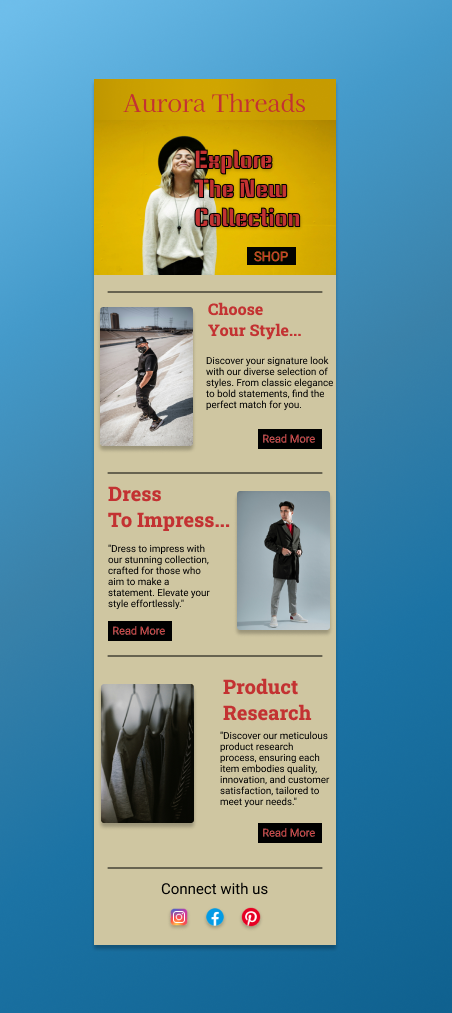 Aurora Threads
Explore
The New
Collection
SHOP
Choose
Your Style...
Discover your signature look
with our diverse selection of
styles. From classic elegance
to bold statements, find the
perfect match for you.
Read More
Dress
To Impress...
"Dress to impress with
our stunning collection,
crafted for those who
aim to make a
statement. Elevate your
style effortlessly."
Read More
Product
Research
"Discover our meticulous
product research
process, ensuring each
item embodies quality,
innovation, and customer
satisfaction, tailored to
meet your needs."
Read More
Connect with us